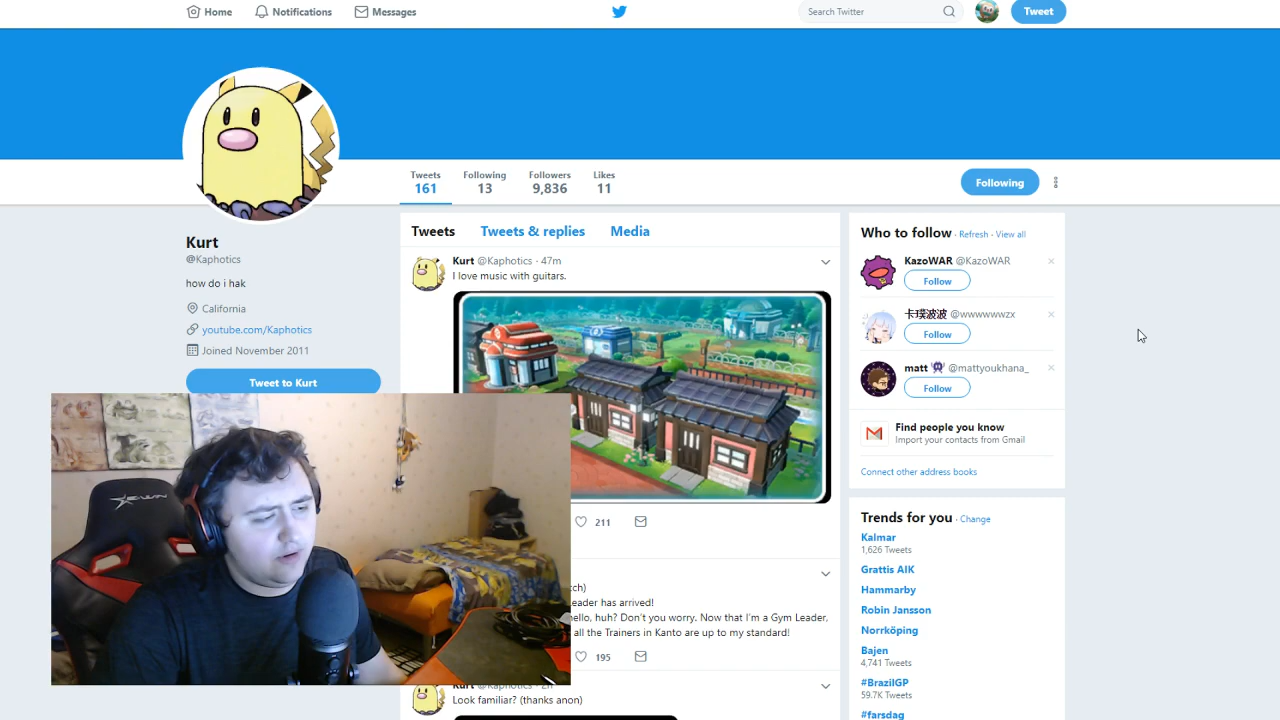 Home
Notifications
Messages
Search Twitter
Tweet
Tweets
161
Following
13
Followers
9,836
Likes
11
Following
Kurt
@Kaphotics
how do i hak
California
youtube.com/Kaphotics
Joined November 2011
Tweet to Kurt
Tweets
Tweets & replies
Media
Kurt @Kaphotics · 47m
I love music with guitars.
211
tch)
eader has arrived!
hello, huh? Don't you worry. Now that I'm a Gym Leader,
all the Trainers in Kanto are up to my standard!
195
Kurt @Kaphotics · 2h
Look familiar? (thanks anon)
Who to follow · Refresh · View all
KazoWAR @KazoWAR
Follow
卡璞波波 @wwwwwwzx
Follow
matt @mattyoukhana_
Follow
Find people you know
Import your contacts from Gmail
Connect other address books
Trends for you · Change
Kalmar
1,626 Tweets
Grattis AIK
Hammarby
Robin Jansson
Norrköping
Bajen
4,741 Tweets
#BrazilGP
59.7K Tweets
#farsdag